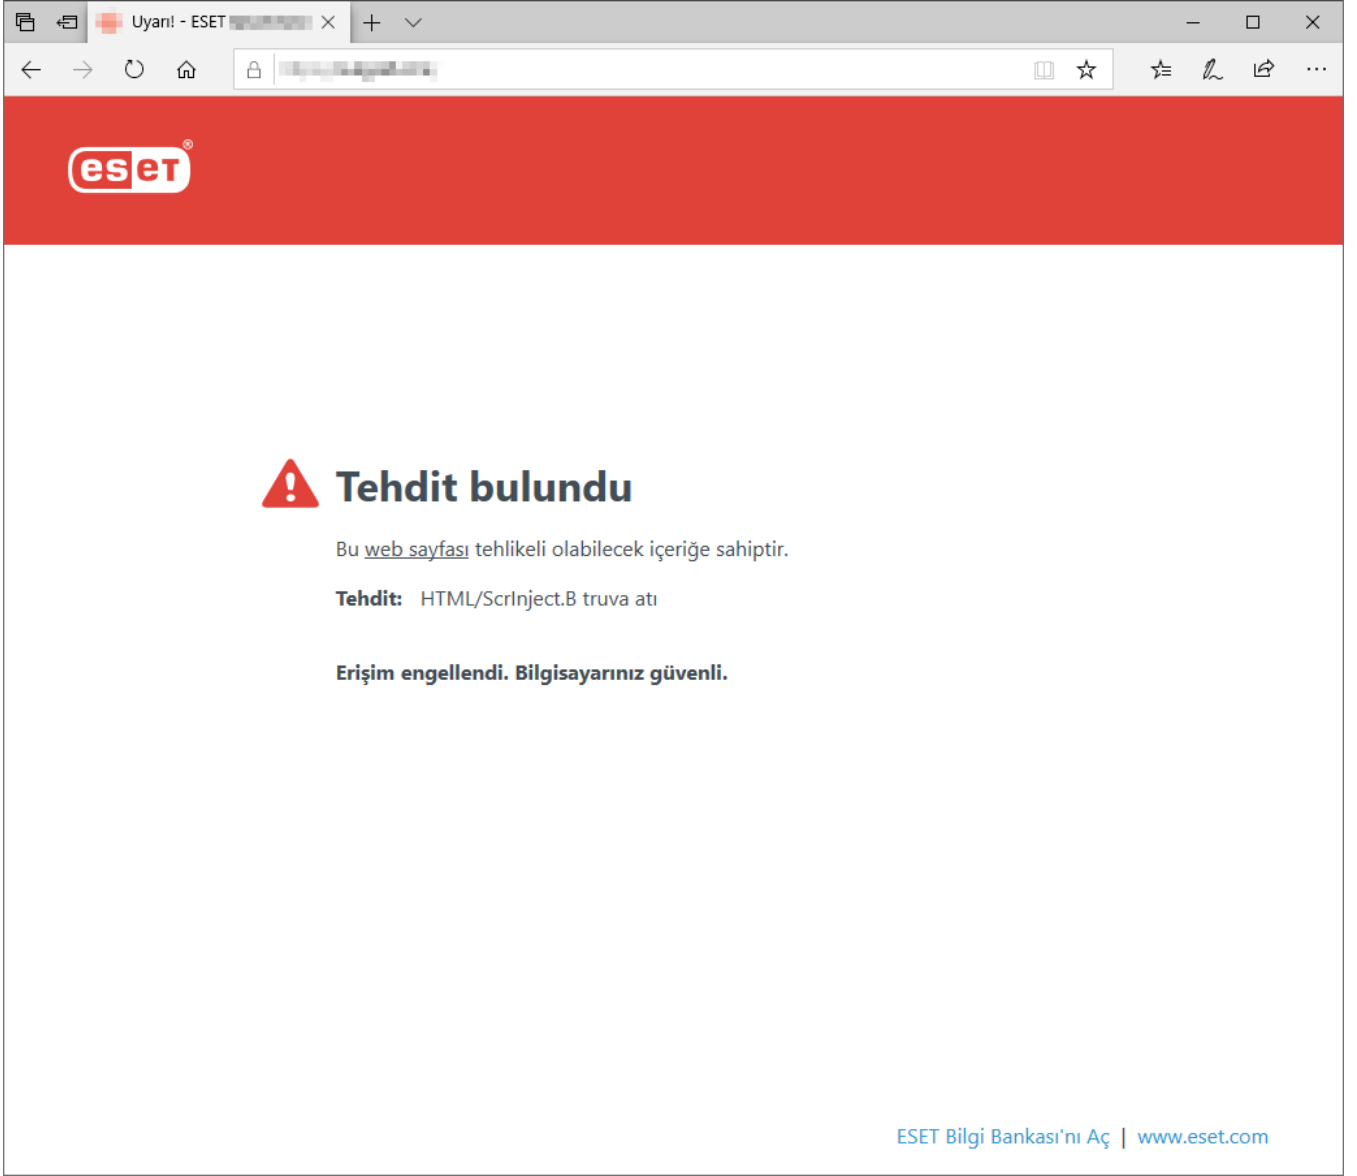 Uyarı! - ESET
eset®
Tehdit bulundu
Bu web sayfası tehlikeli olabilecek içeriğe sahiptir.
Tehdit: HTML/ScrInject.B truva atı
Erişim engellendi. Bilgisayarınız güvenli.
ESET Bilgi Bankası'nı Aç | www.eset.com